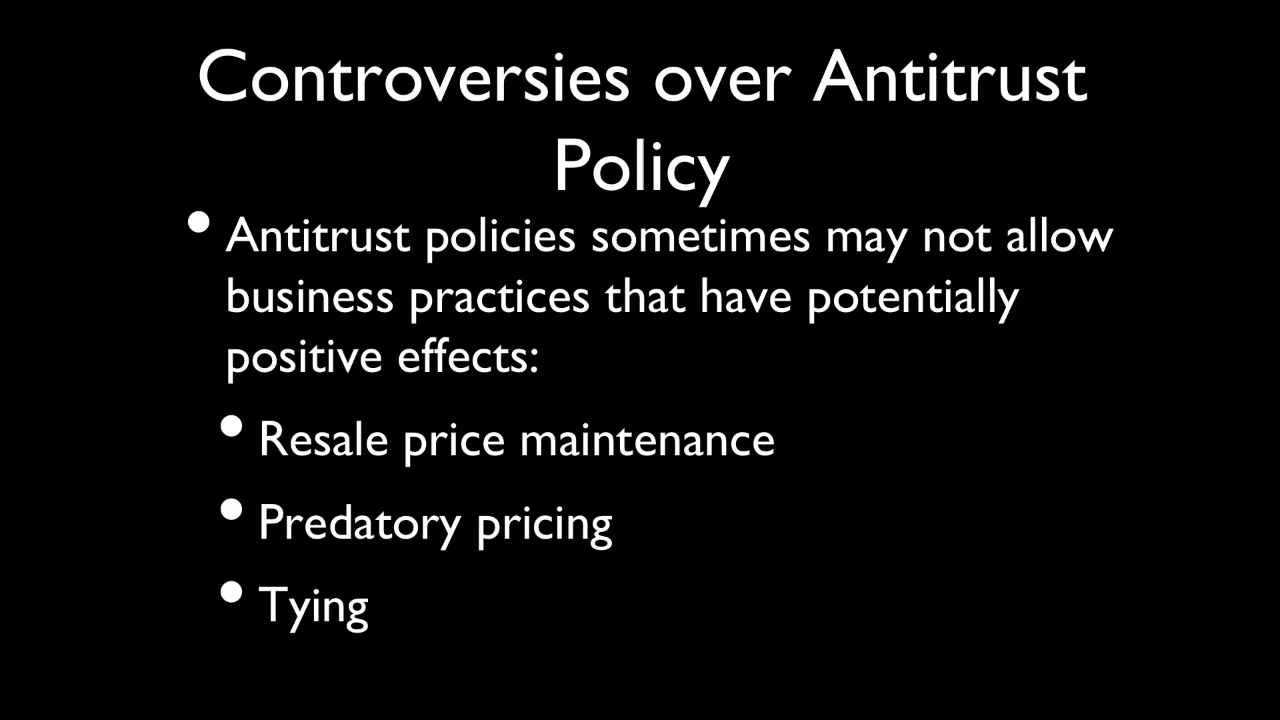 Controversies over Antitrust
Policy
• Antitrust policies sometimes may not allow
business practices that have potentially
positive effects:
• Resale price maintenance
• Predatory pricing
• Tying